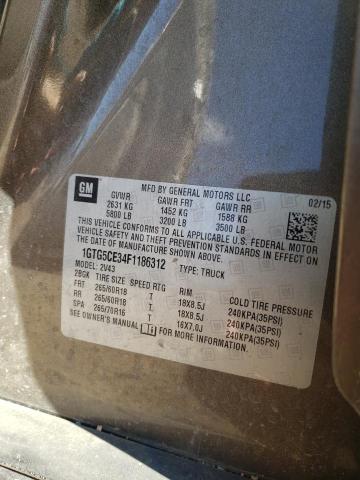 GM
MFD BY GENERAL MOTORS LLC
02/15
GVWR GAWR FRT GAWR RR
2631 KG 1452 KG 1588 KG
5800 LB 3200 LB 3500 LB
THIS VEHICLE CONFORMS TO ALL APPLICABLE U.S. FEDERAL MOTOR
VEHICLE SAFETY AND THEFT PREVENTION STANDARDS IN EFFECT ON THE
DATE OF MANUFACTURE SHOWN ABOVE.
1GTG5CE34F1186312 TYPE: TRUCK
MODEL: 2V43
2BGK TIRE SIZE SPEED RTG RIM COLD TIRE PRESSURE
FRT 265/60R18 T 18X8.5J 240KPA(35PSI)
RR 265/60R18 T 18X8.5J 240KPA(35PSI)
SPA 265/70R16 T 16X7.0J 240KPA(35PSI)
SEE OWNER'S MANUAL FOR MORE INFORMATION.